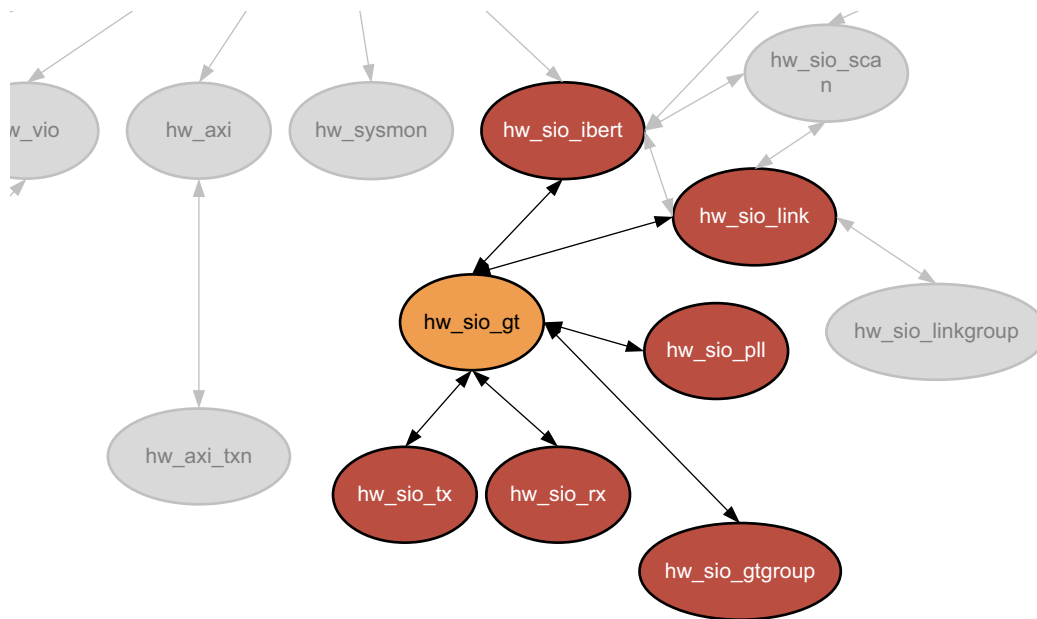 hw_sio_sca
n
w_vio
hw_axi
hw_sysmon
hw_sio_ibert
hw_sio_link
hw_sio_gt
hw_sio_pll
hw_sio_linkgroup
hw_axi_txn
hw_sio_tx
hw_sio_rx
hw_sio_gtgroup